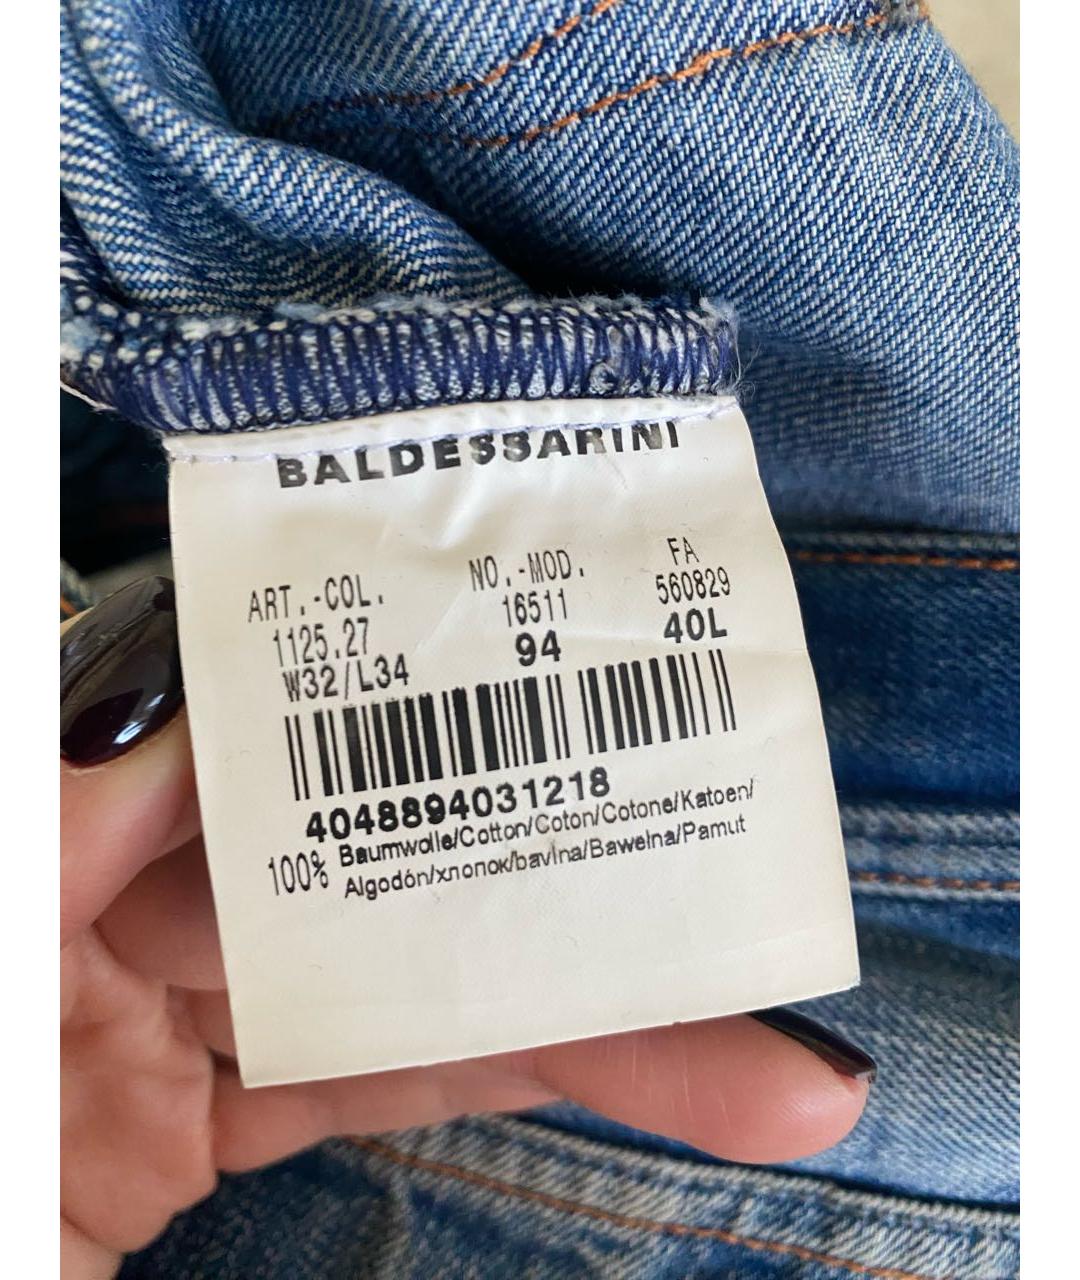 BALDESSARINI
ART.-COL. NO.-MOD. FA
1125.27 16511 560829
W32/L34 94 40L
4048894031218
100% Baumwolle/Cotton/Coton/Cotone/Katoen/
Algodón/хлопок/bavlna/Bawełna/Pamut